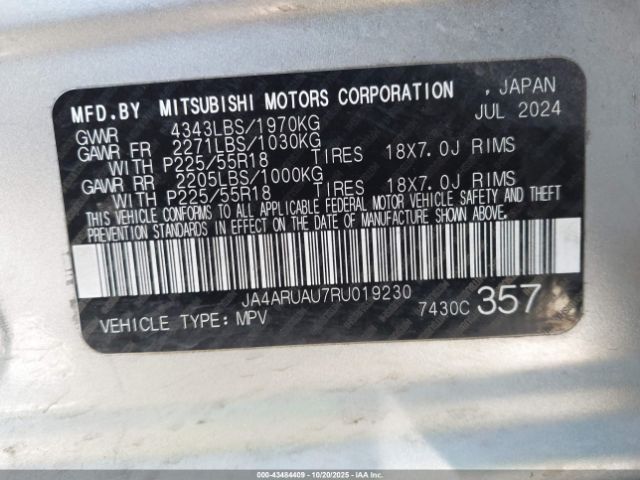 MFD.BY MITSUBISHI MOTORS CORPORATION , JAPAN
GVWR 4343LBS/1970KG JUL 2024
GAWR FR 2271LBS/1030KG
WITH P225/55R18 TIRES 18X7.0J RIMS
GAWR RR 2205LBS/1000KG
WITH P225/55R18 TIRES 18X7.0J RIMS
THIS VEHICLE CONFORMS TO ALL APPLICABLE FEDERAL MOTOR VEHICLE SAFETY AND THEFT
PREVENTION STANDARDS IN EFFECT ON THE DATE OF MANUFACTURE SHOWN ABOVE.
JA4ARUAU7RU019230
VEHICLE TYPE: MPV 7430C 357
000-43484409 | 10/20/2025 | IAAI.COM